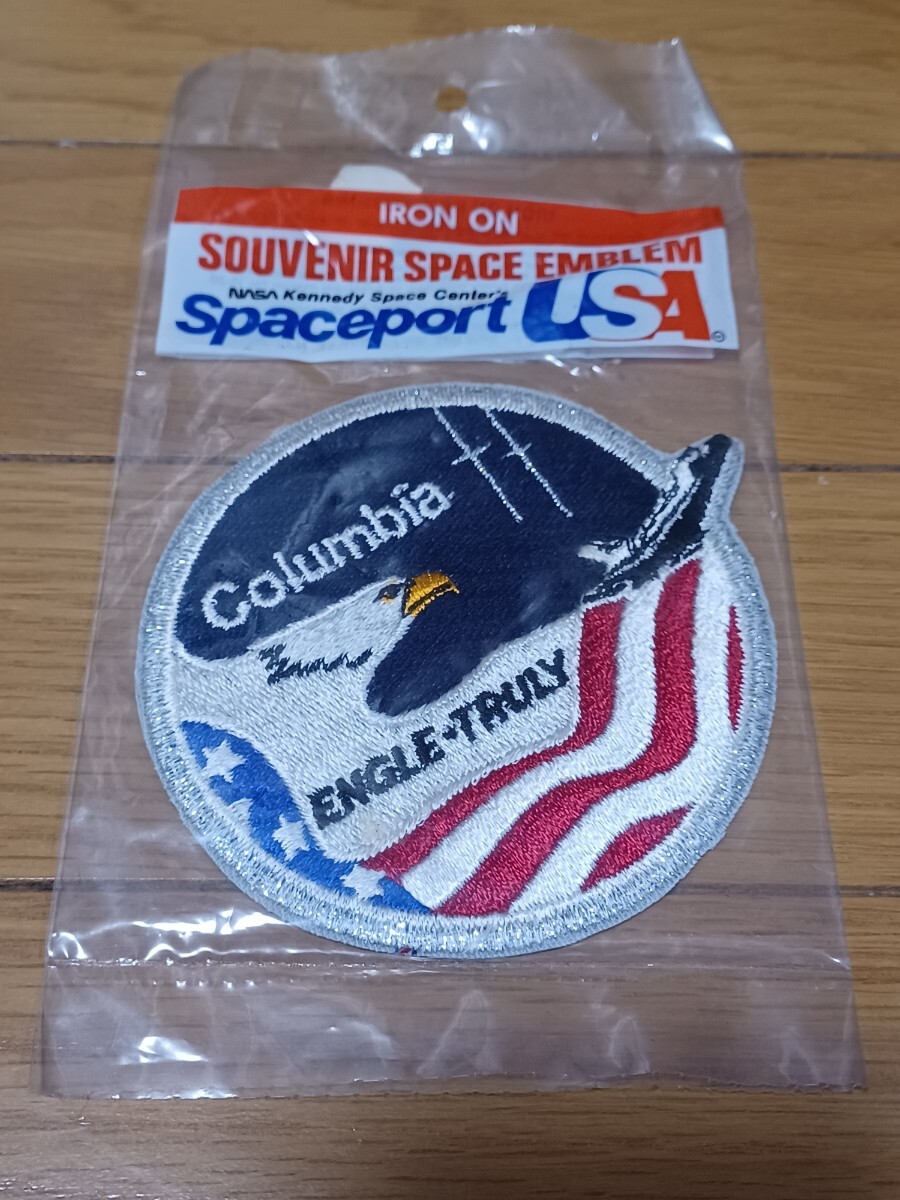 IRON ON
SOUVENIR SPACE EMBLEM
NASA Kennedy Space Center's
Spaceport USA
Columbia
ENGLE·TRULY